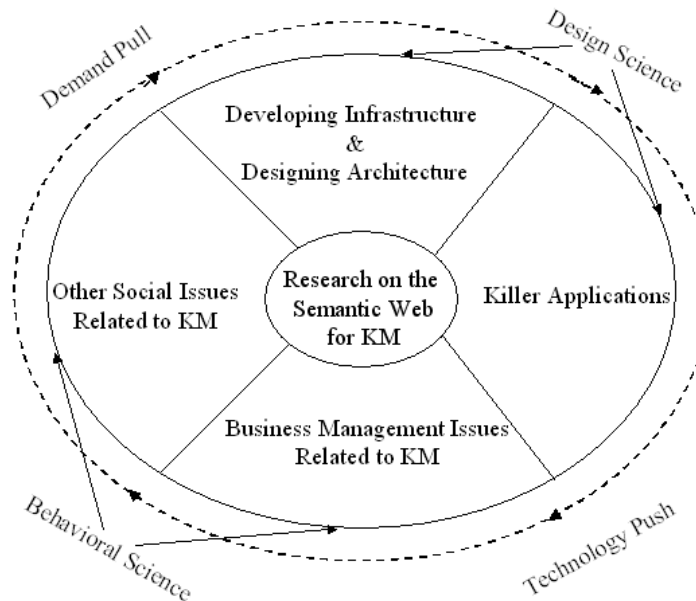 Demand Pull
Design Science
Developing Infrastructure
&
Designing Architecture
Other Social Issues
Related to KM
Research on the
Semantic Web
for KM
Killer Applications
Business Management Issues
Related to KM
Behavioral Science
Technology Push